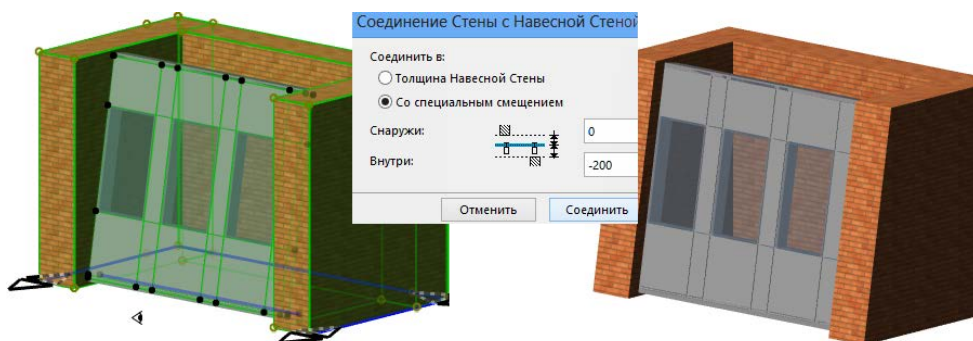 Соединение Стены с Навесной Стеной
Соединить в:
Толщина Навесной Стены
Со специальным смещением
Снаружи:
0
Внутри:
-200
Отменить
Соединить